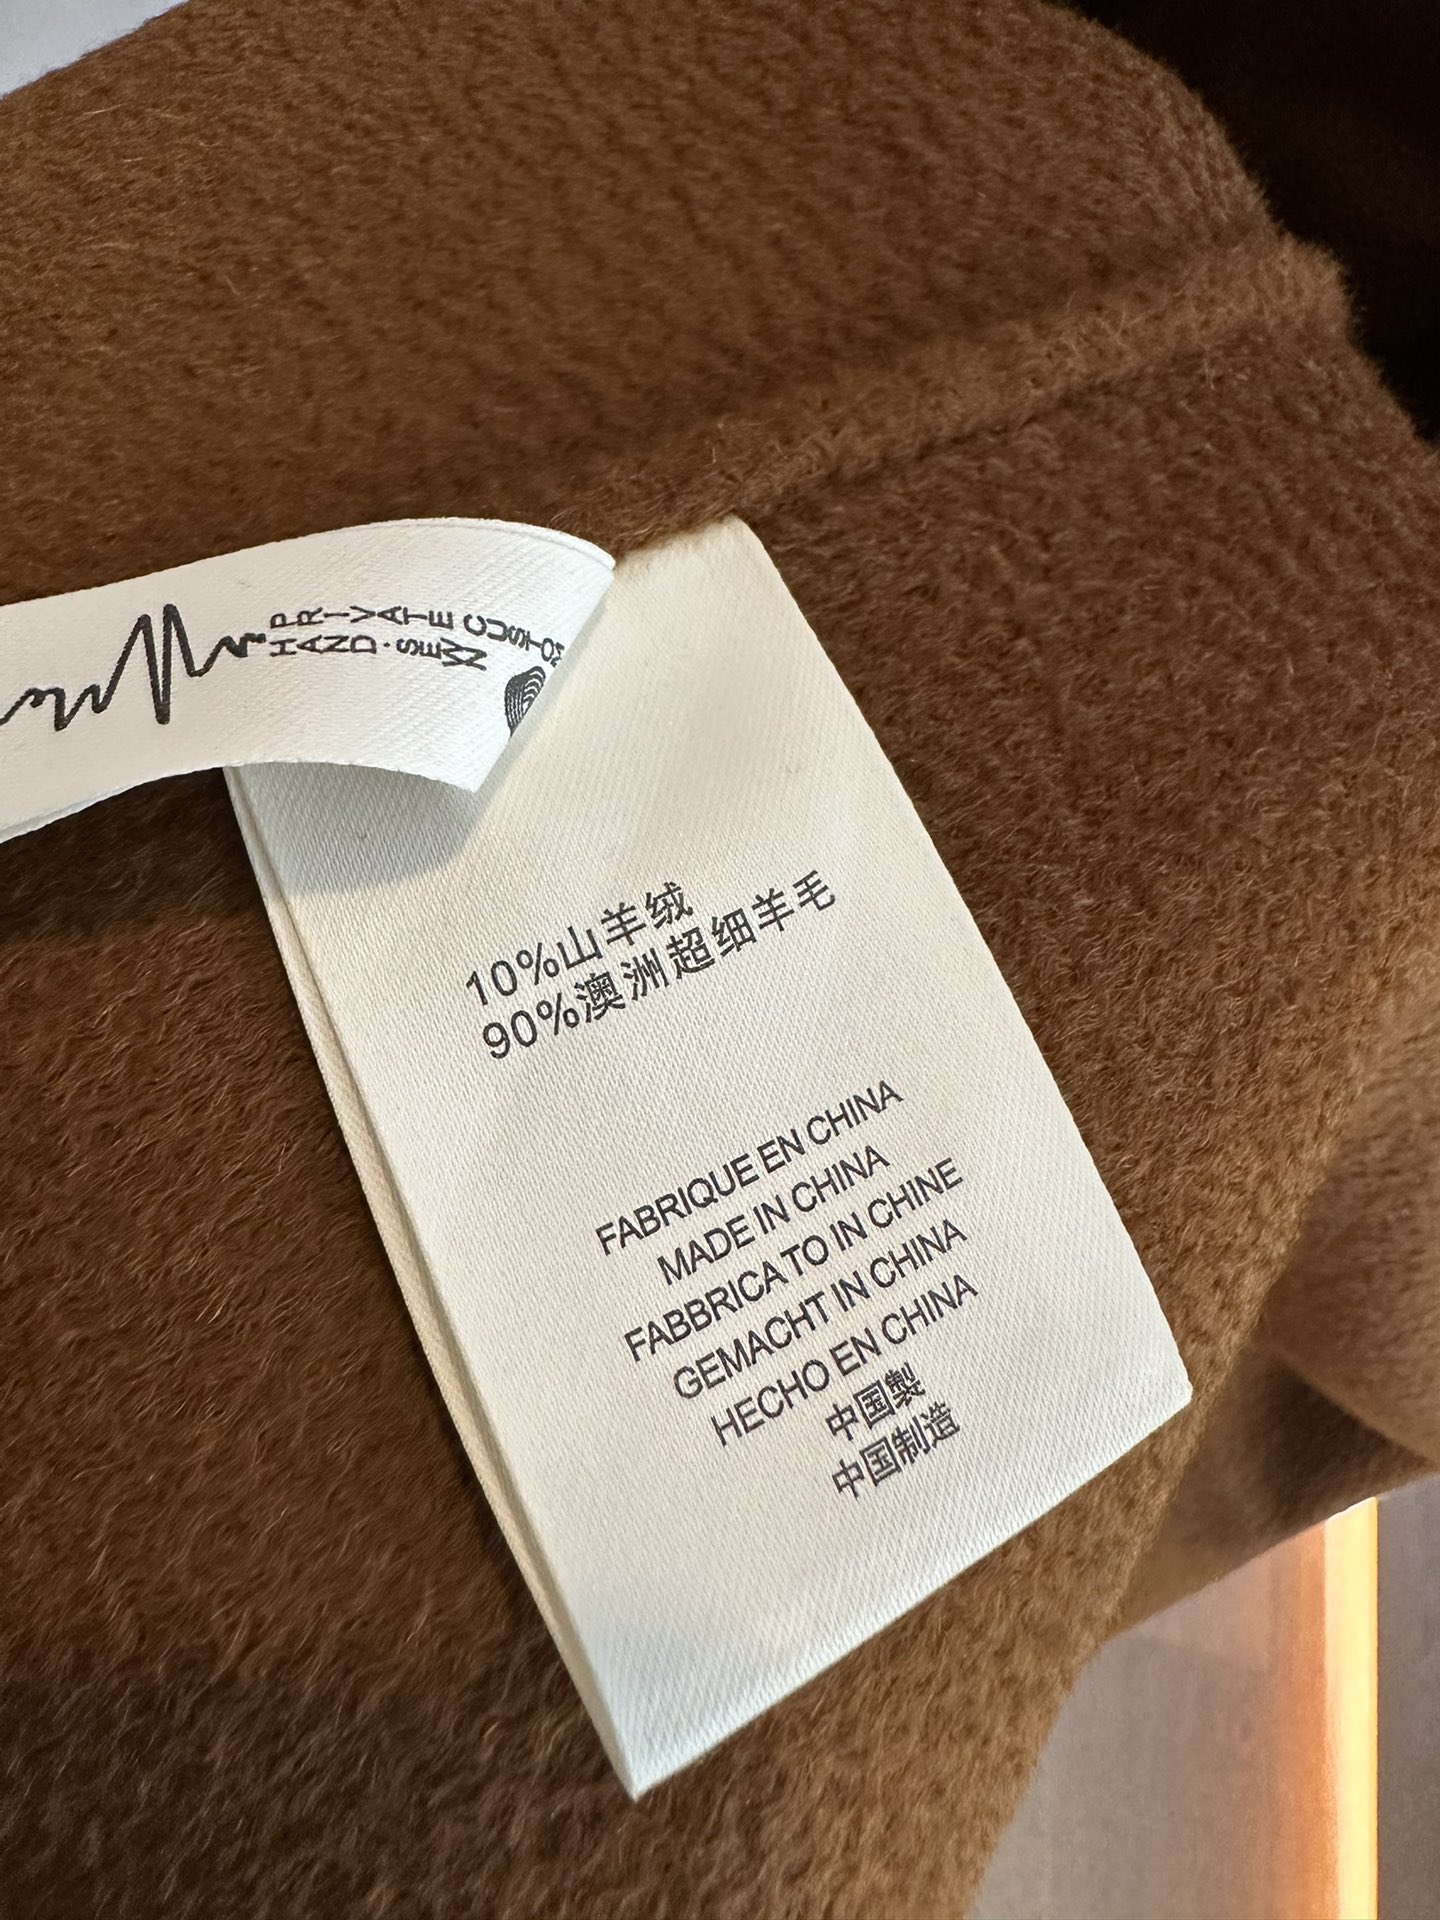 PRIVATE CUSTOM
HAND·SEWN
10%山羊绒
90%澳洲超细羊毛
FABRIQUE EN CHINA
MADE IN CHINA
FABBRICA TO IN CHINE
GEMACHT IN CHINA
HECHO EN CHINA
中国製
中国制造